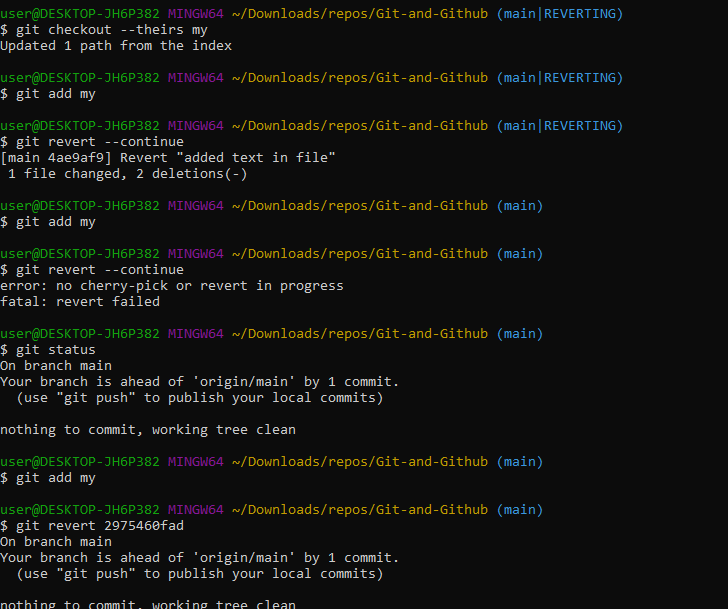 user@DESKTOP-JH6P382 MINGW64 ~/Downloads/repos/Git-and-Github (main|REVERTING)
$ git checkout --theirs my
Updated 1 path from the index
user@DESKTOP-JH6P382 MINGW64 ~/Downloads/repos/Git-and-Github (main|REVERTING)
$ git add my
user@DESKTOP-JH6P382 MINGW64 ~/Downloads/repos/Git-and-Github (main|REVERTING)
$ git revert --continue
[main 4ae9af9] Revert "added text in file"
 1 file changed, 2 deletions(-)
user@DESKTOP-JH6P382 MINGW64 ~/Downloads/repos/Git-and-Github (main)
$ git add my
user@DESKTOP-JH6P382 MINGW64 ~/Downloads/repos/Git-and-Github (main)
$ git revert --continue
error: no cherry-pick or revert in progress
fatal: revert failed
user@DESKTOP-JH6P382 MINGW64 ~/Downloads/repos/Git-and-Github (main)
$ git status
On branch main
Your branch is ahead of 'origin/main' by 1 commit.
  (use "git push" to publish your local commits)
nothing to commit, working tree clean
user@DESKTOP-JH6P382 MINGW64 ~/Downloads/repos/Git-and-Github (main)
$ git add my
user@DESKTOP-JH6P382 MINGW64 ~/Downloads/repos/Git-and-Github (main)
$ git revert 2975460fad
On branch main
Your branch is ahead of 'origin/main' by 1 commit.
  (use "git push" to publish your local commits)
nothing to commit, working tree clean